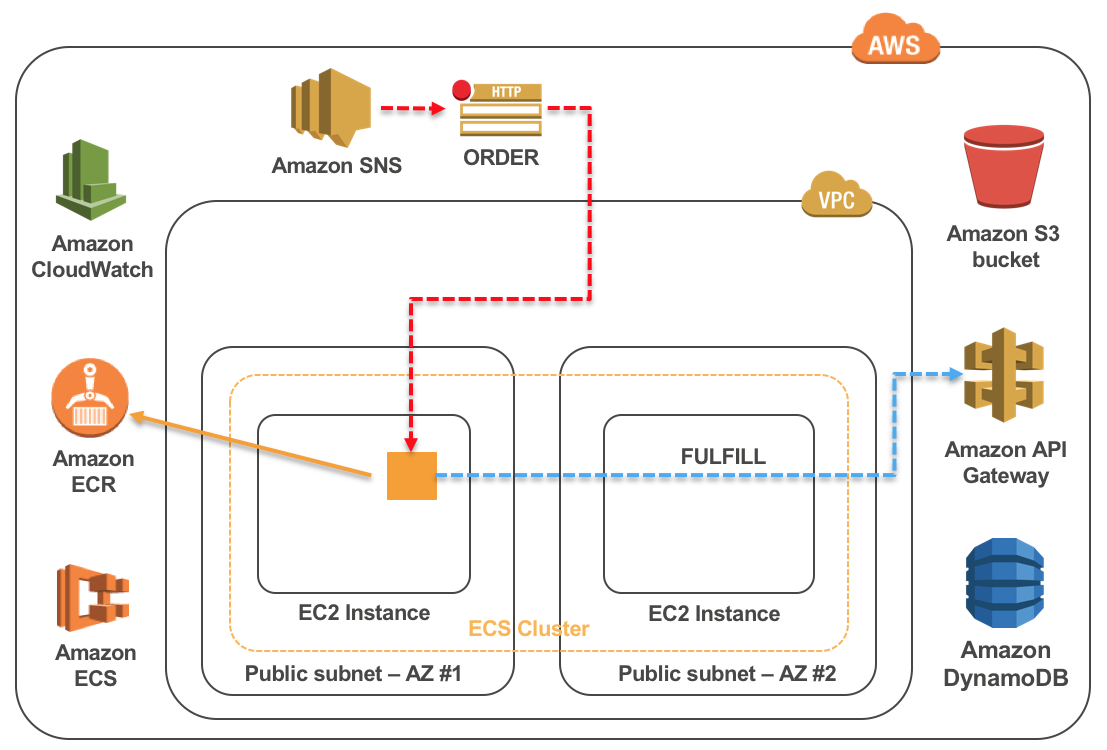 AWS
HTTP
Amazon SNS
ORDER
Amazon
CloudWatch
VPC
Amazon S3
bucket
Amazon
ECR
FULFILL
Amazon API
Gateway
EC2 Instance
EC2 Instance
ECS Cluster
Amazon
ECS
Public subnet – AZ #1
Public subnet – AZ #2
Amazon
DynamoDB